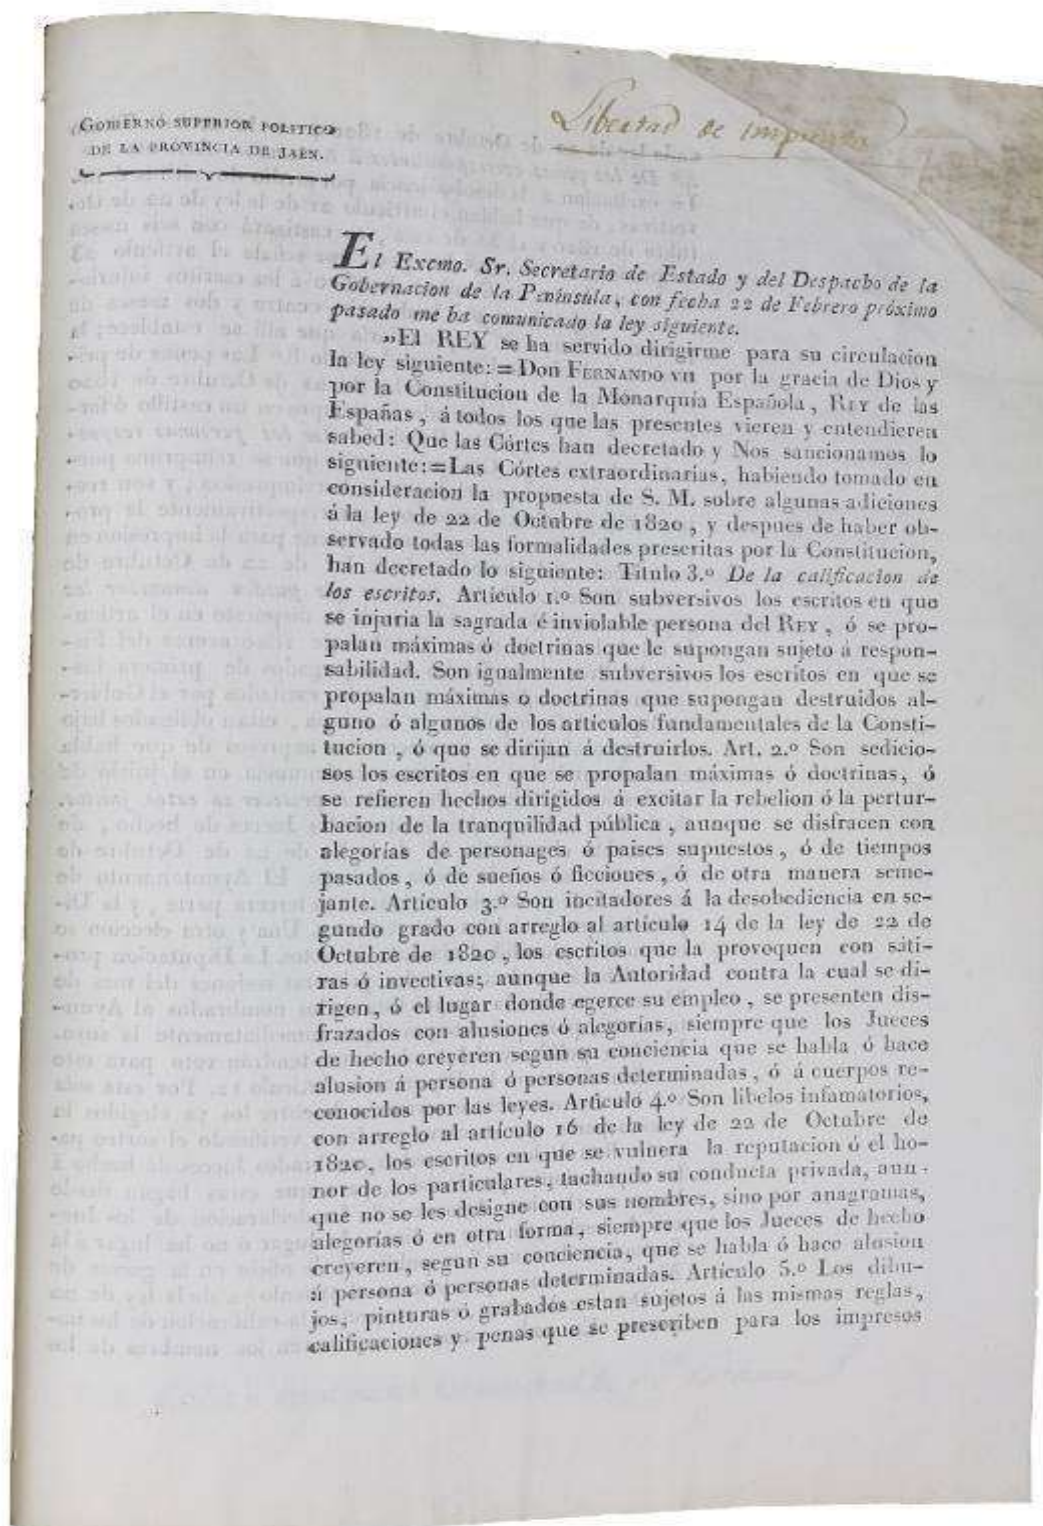 GOBIERNO SUPERIOR POLITICO
DE LA PROVINCIA DE JAEN.
Libertad de imprenta
El Excmo. Sr. Secretario de Estado y del Despacho de la
Gobernacion de la Península, con fecha 22 de Febrero próximo
pasado me ha comunicado la ley siguiente.
„El REY se ha servido dirigirme para su circulacion
la ley siguiente:=Don FERNANDO VII por la gracia de Dios y
por la Constitucion de la Monarquía Española, REY de las
Españas, á todos los que las presentes vieren y entendieren
sabed: Que las Córtes han decretado y Nos sancionamos lo
siguiente:=Las Córtes extraordinarias, habiendo tomado en
consideracion la propuesta de S. M. sobre algunas adiciones
á la ley de 22 de Octubre de 1820, y despues de haber ob-
servado todas las formalidades prescritas por la Constitucion,
han decretado lo siguiente: Titulo 3.º De la calificacion de
los escritos. Artículo 1.º Son subversivos los escritos en que
se injuria la sagrada é inviolable persona del REY, ó se pro-
palan máximas ó doctrinas que le supongan sujeto á respon-
sabilidad. Son igualmente subversivos los escritos en que se
propalan máximas o doctrinas que supongan destruidos al-
guno ó algunos de los artículos fundamentales de la Consti-
tucion, ó que se dirijan á destruirlos. Art. 2.º Son sedicio-
sos los escritos en que se propalan máximas ó doctrinas, ó
se refieren hechos dirigidos á excitar la rebelion ó la pertur-
bacion de la tranquilidad pública, aunque se disfracen con
alegorías de personages ó paises supuestos, ó de tiempos
pasados, ó de sueños ó ficciones, ó de otra manera seme-
jante. Artículo 3.º Son incitadores á la desobediencia en se-
gundo grado con arreglo al artículo 14 de la ley de 22 de
Octubre de 1820, los escritos que la provoquen con sáti-
ras ó invectivas; aunque la Autoridad contra la cual se di-
rigen, ó el lugar donde egerce su empleo, se presenten dis-
frazados con alusiones ó alegorías, siempre que los Jueces
de hecho creyeren segun su conciencia que se habla ó hace
alusion á persona ó personas determinadas, ó á cuerpos re-
conocidos por las leyes. Artículo 4.º Son libelos infamatorios,
con arreglo al artículo 16 de la ley de 22 de Octubre de
1820, los escritos en que se vulnera la reputacion ó el ho-
nor de los particulares, tachando su conducta privada, aun-
que no se les designe con sus nombres, sino por anagramas,
alegorías ó en otra forma, siempre que los Jueces de hecho
creyeren, segun su conciencia, que se habla ó hace alusion
á persona ó personas determinadas. Artículo 5.º Los dibu-
jos, pinturas ó grabados estan sujetos á las mismas reglas,
calificaciones y penas que se prescriben para los impresos